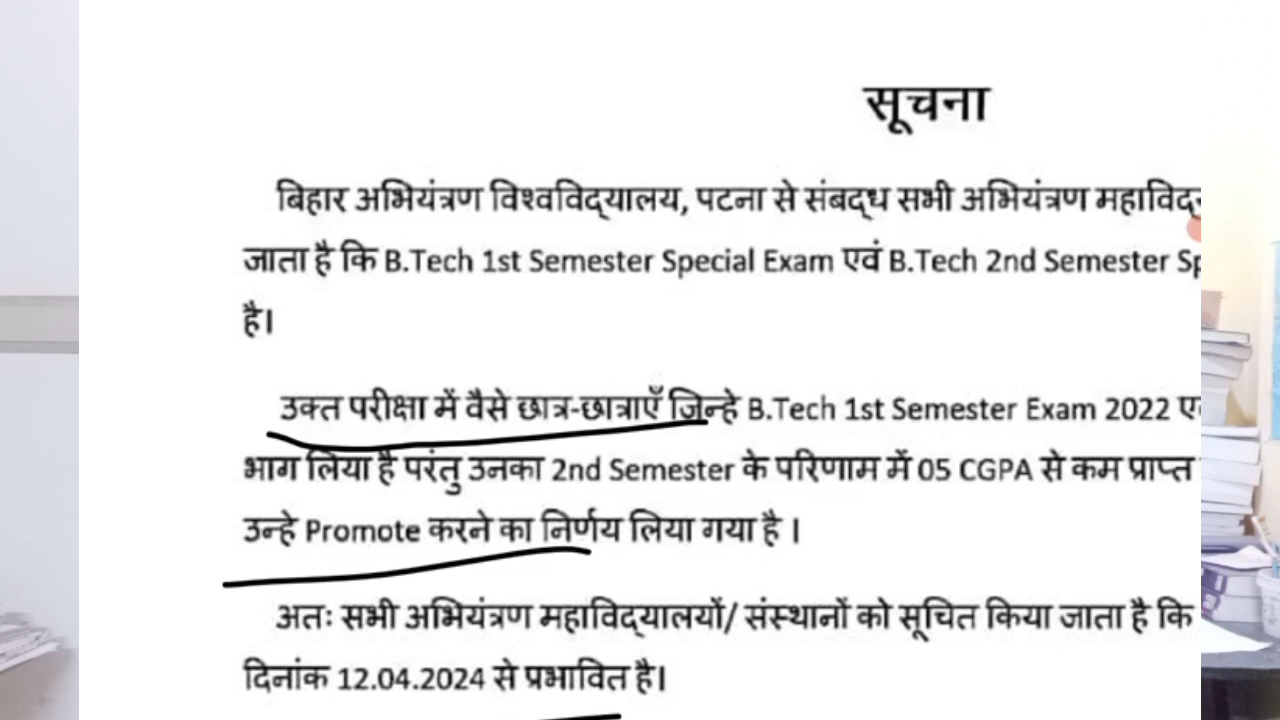 सूचना
बिहार अभियंत्रण विश्वविद्यालय, पटना से संबद्ध सभी अभियंत्रण
जाता है कि B.Tech 1st Semester Special Exam एवं B.Tech 2nd Semester
है।
उक्त परीक्षा में वैसे छात्र-छात्राएँ जिन्हे B.Tech 1st Semester Exam 2022
भाग लिया है परंतु उनका 2nd Semester के परिणाम में 05 CGPA से कम प्राप्त
उन्हे Promote करने का निर्णय लिया गया है ।
अतः सभी अभियंत्रण महाविद्यालयों/ संस्थानों को सूचित किया जाता है कि
दिनांक 12.04.2024 से प्रभावित है।